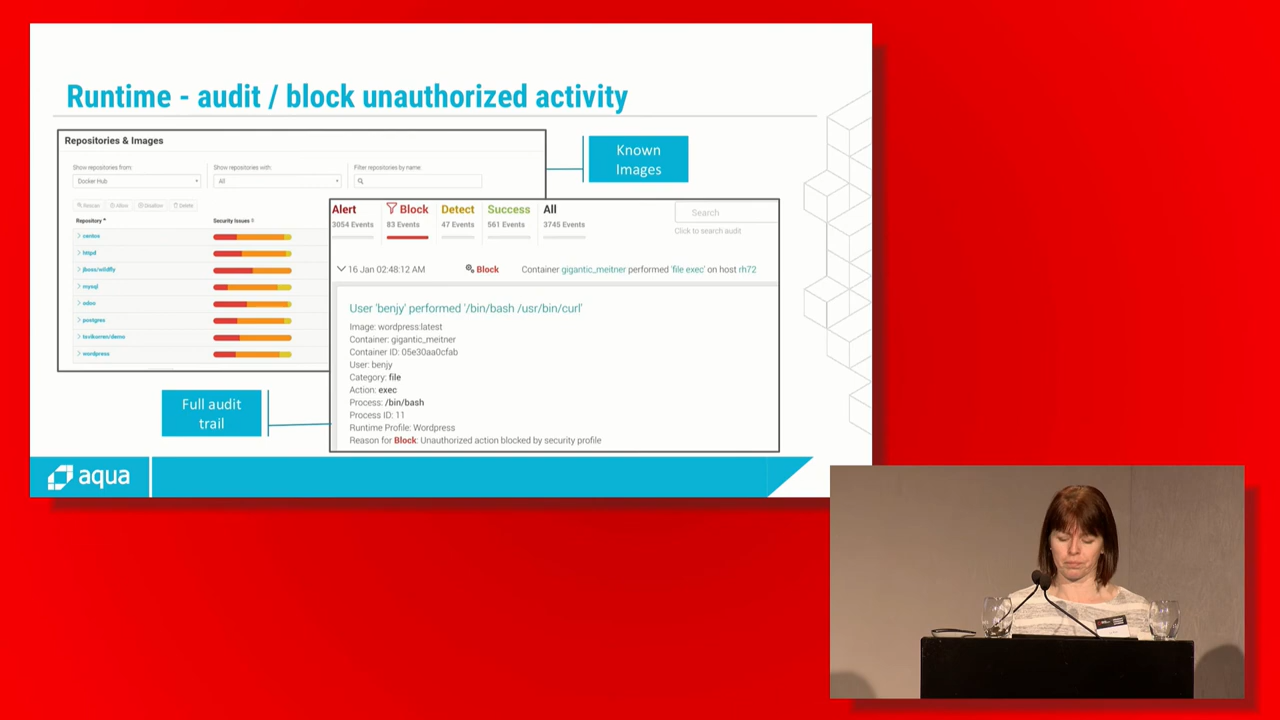 Runtime - audit / block unauthorized activity
Repositories & Images
Known
Images
Show repositories from:
Show repositories with:
Filter repositories by name:
Docker Hub
All
Rescan
Allow
Disallow
Delete
Repository
Security Issues
centos
httpd
jboss/wildfly
mysql
odoo
postgres
wordpress
Alert
Block
Detect
Success
All
3054 Events
83 Events
47 Events
561 Events
3745 Events
Search
Click to search audit
16 Jan 02:48:12 AM
Block
Container gigantic_meitner performed 'file exec' on host rh72
User 'benjy' performed '/bin/bash /usr/bin/curl'
Image: wordpress:latest
Container: gigantic_meitner
Container ID: 05e30aa0cfab
User: benjy
Category: file
Action: exec
Process: /bin/bash
Process ID: 11
Runtime Profile: Wordpress
Reason for Block: Unauthorized action blocked by security profile
Full audit
trail
aqua